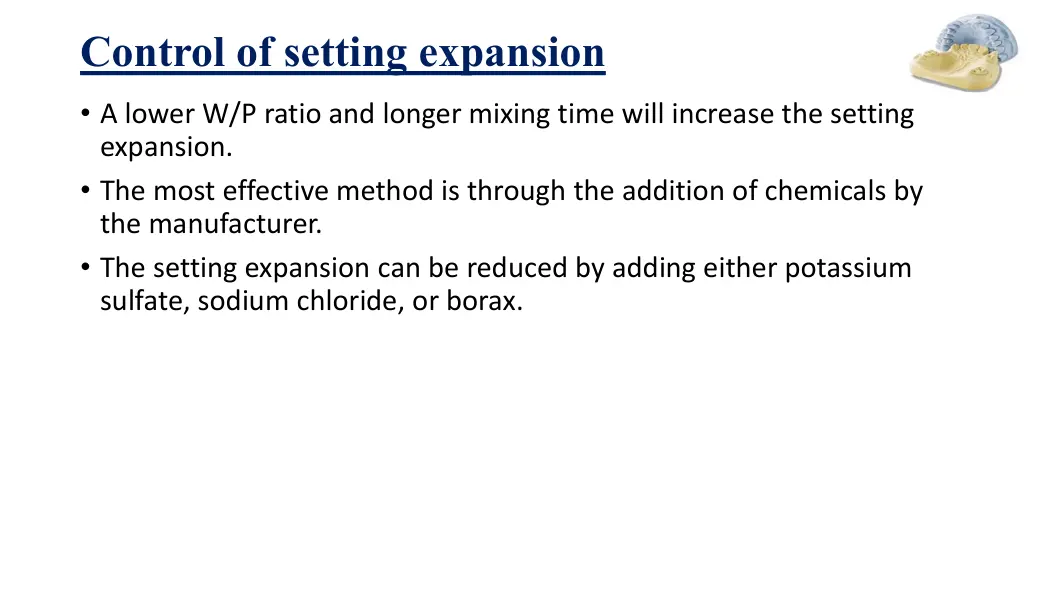 Control of setting expansion
• A lower W/P ratio and longer mixing time will increase the setting
expansion.
• The most effective method is through the addition of chemicals by
the manufacturer.
• The setting expansion can be reduced by adding either potassium
sulfate, sodium chloride, or borax.